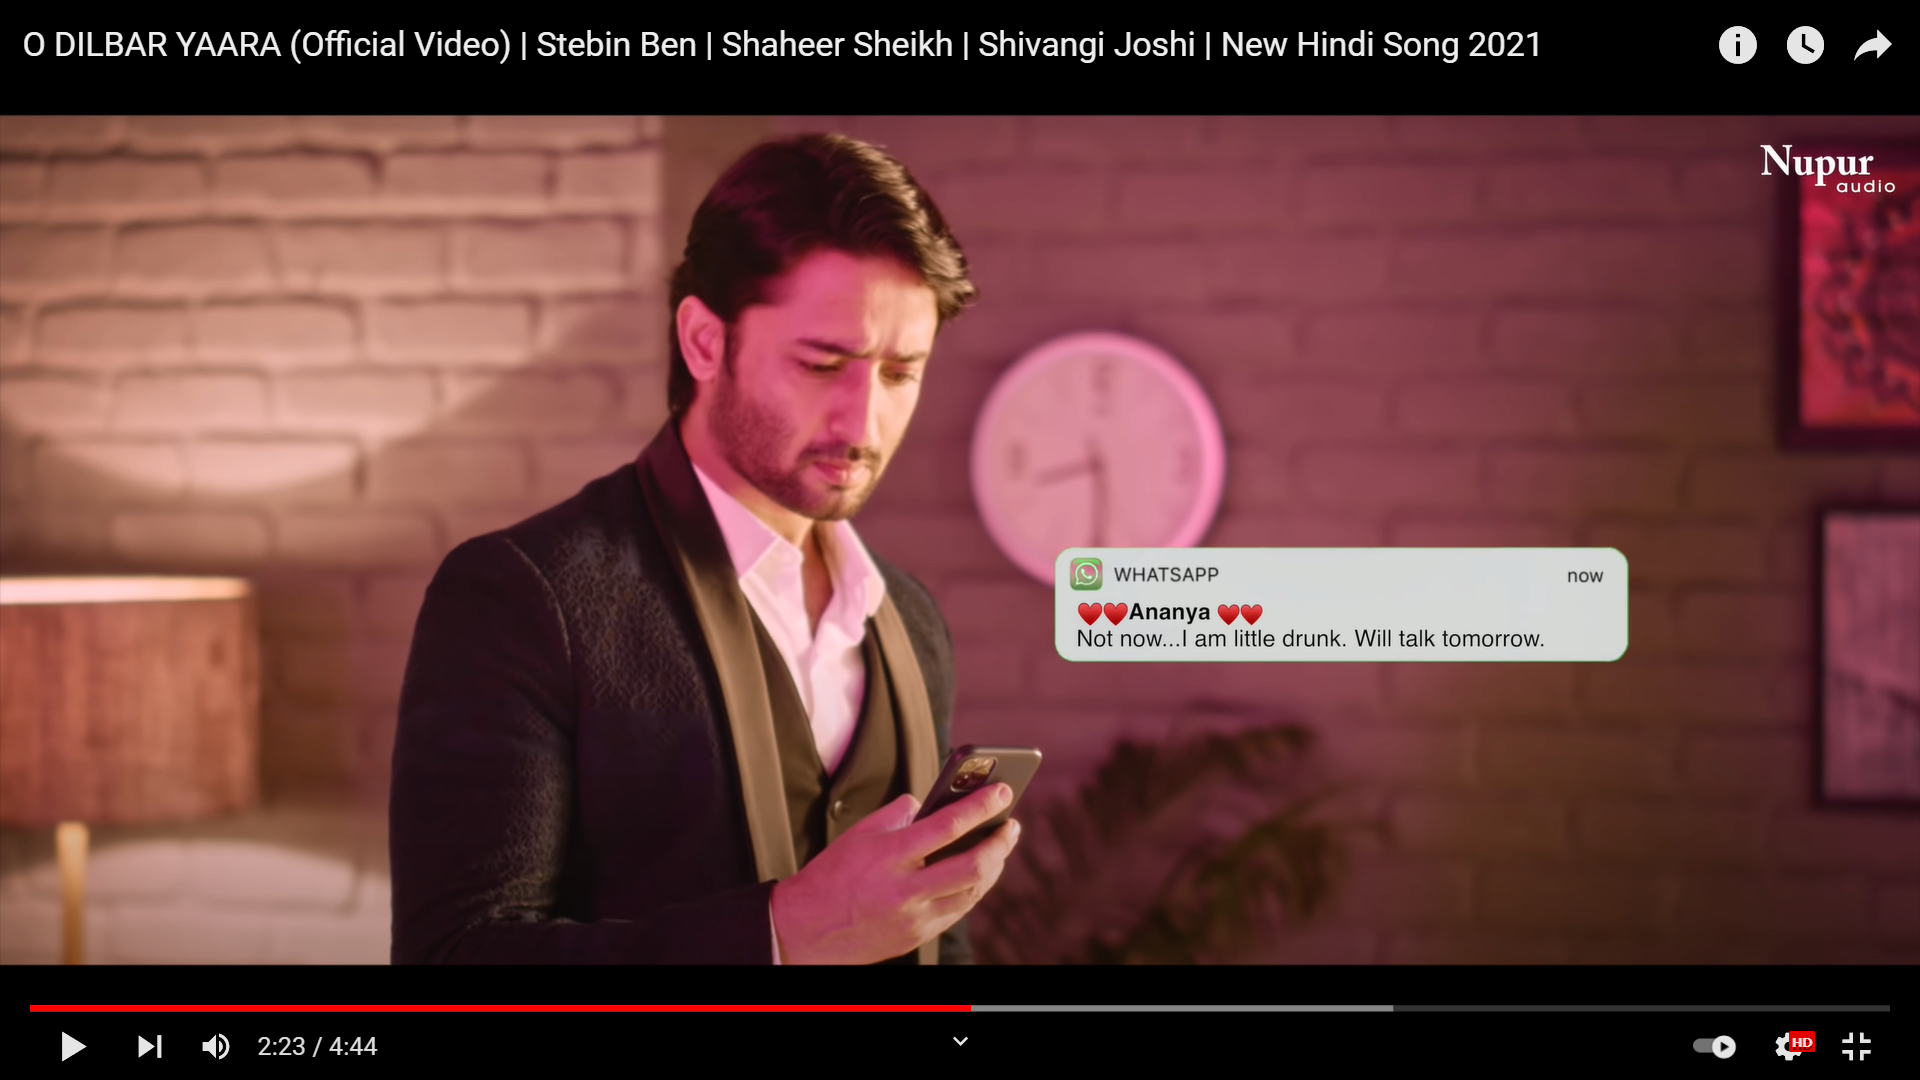 O DILBAR YAARA (Official Video) | Stebin Ben | Shaheer Sheikh | Shivangi Joshi | New Hindi Song 2021
Nupur
audio
WHATSAPP now
♥️♥️Ananya ♥️♥️
Not now...I am little drunk. Will talk tomorrow.
2:23 / 4:44
HD